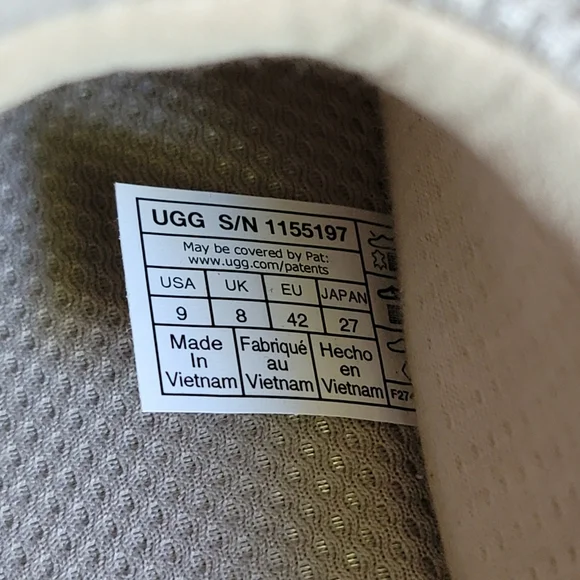 UGG S/N 1155197
May be covered by Pat:
www.ugg.com/patents
USA UK EU JAPAN
9 8 42 27
Made In Vietnam
Fabriqué au Vietnam
Hecho en Vietnam